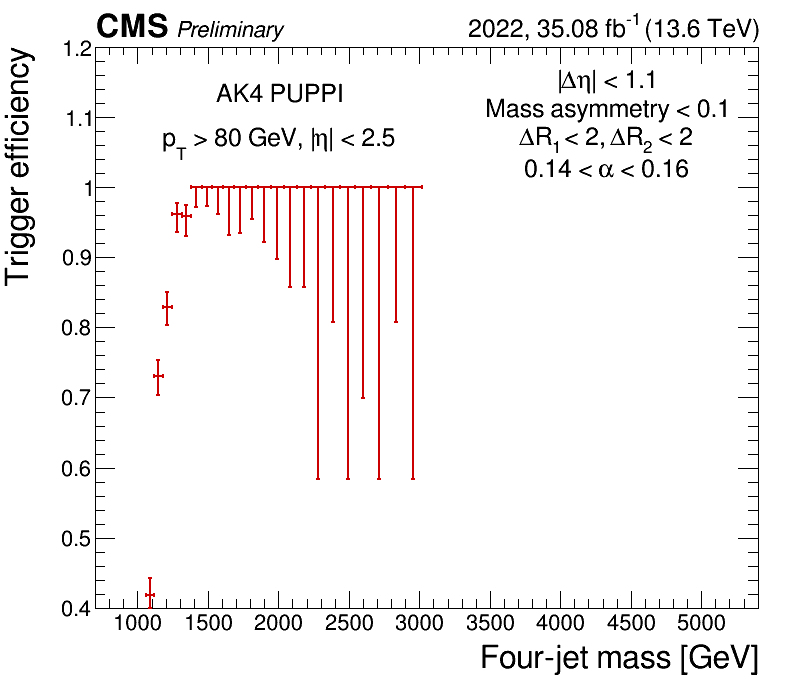 CMS Preliminary 2022, 35.08 fb⁻¹ (13.6 TeV)
Trigger efficiency
AK4 PUPPI
p_T > 80 GeV, |η| < 2.5
|Δη| < 1.1
Mass asymmetry < 0.1
ΔR₁ < 2, ΔR₂ < 2
0.14 < α < 0.16
1.2
1.1
1
0.9
0.8
0.7
0.6
0.5
0.4
1000 1500 2000 2500 3000 3500 4000 4500 5000
Four-jet mass [GeV]